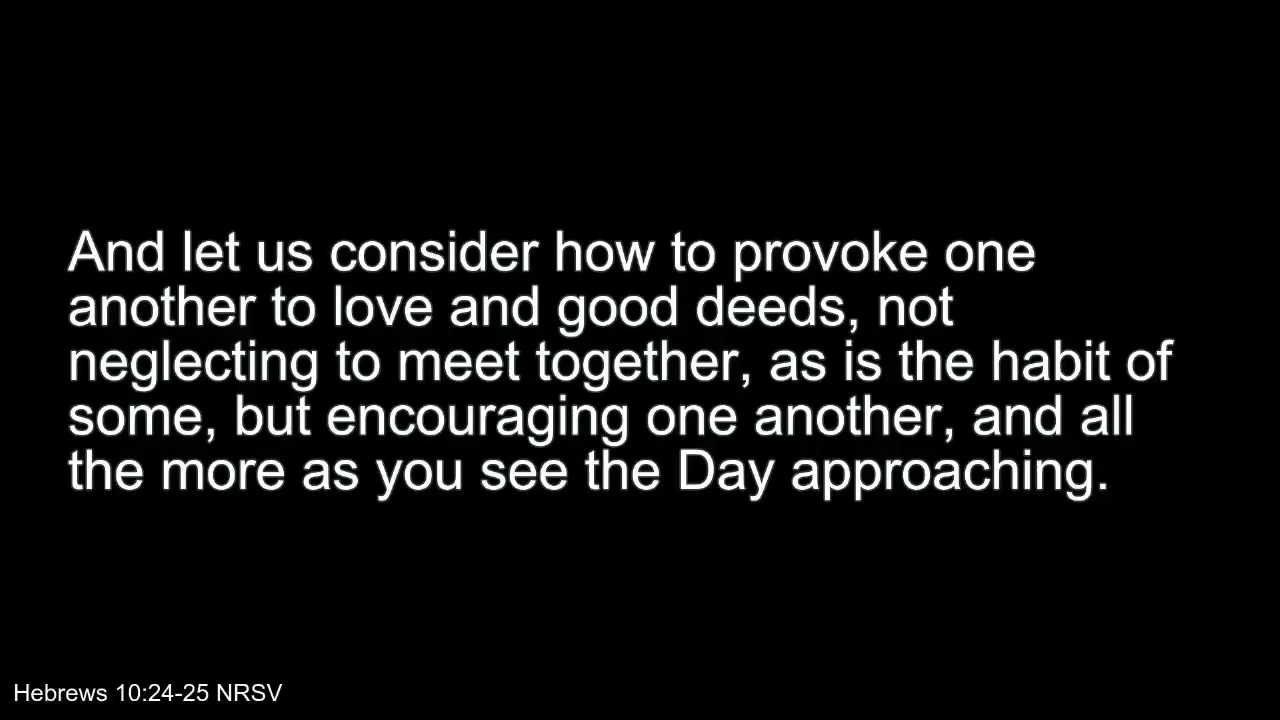 And let us consider how to provoke one
another to love and good deeds, not
neglecting to meet together, as is the habit of
some, but encouraging one another, and all
the more as you see the Day approaching.
Hebrews 10:24-25 NRSV